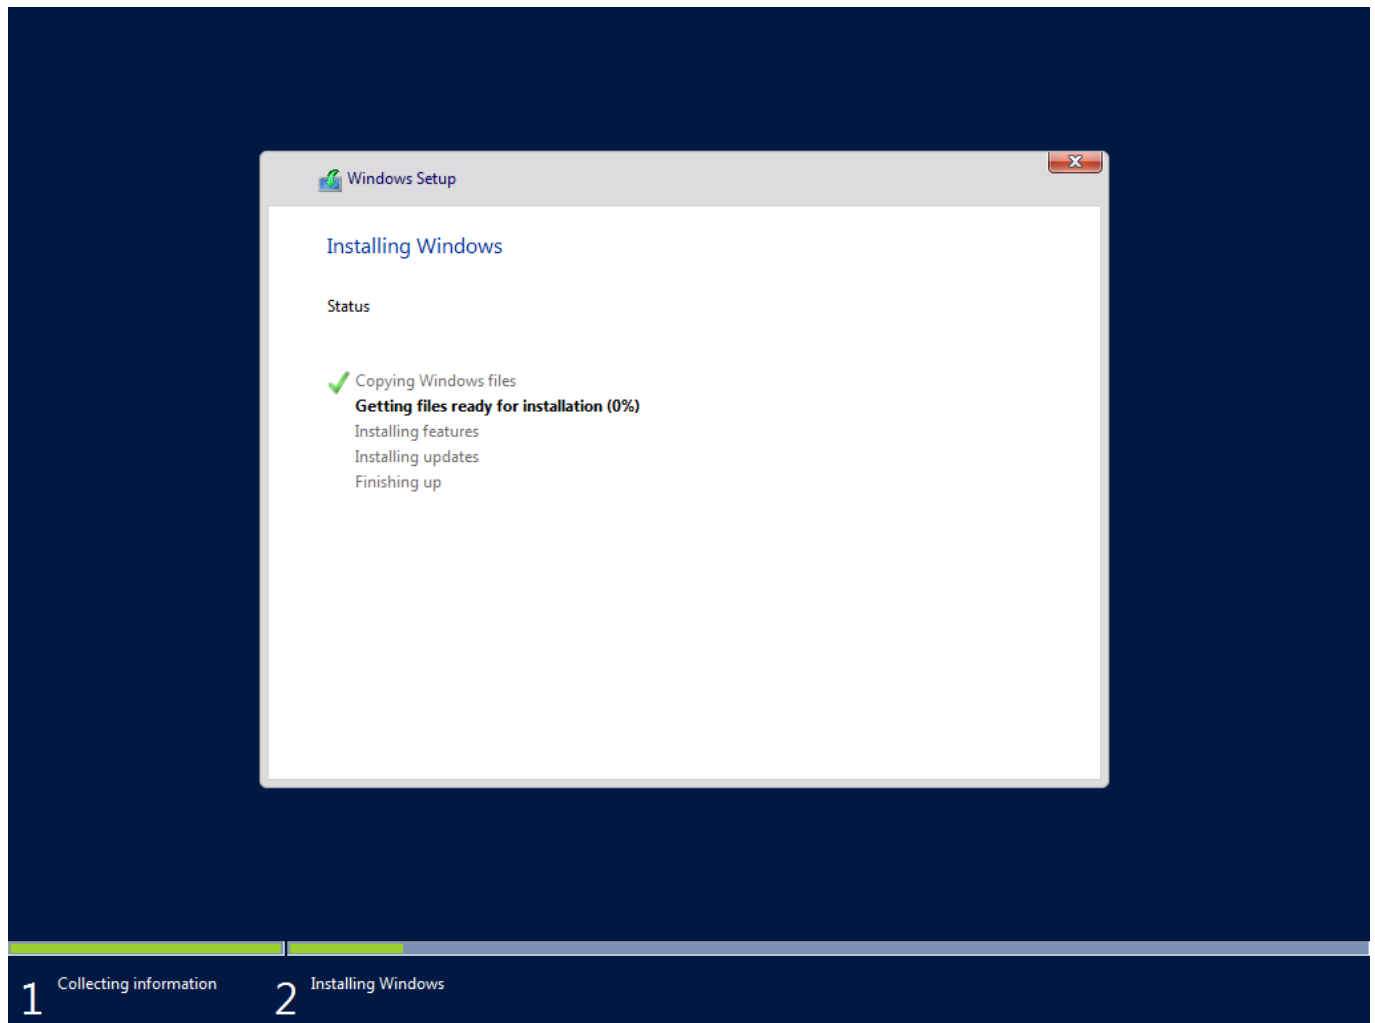 Windows Setup
Installing Windows
Status
Copying Windows files
Getting files ready for installation (0%)
Installing features
Installing updates
Finishing up
1 Collecting information
2 Installing Windows